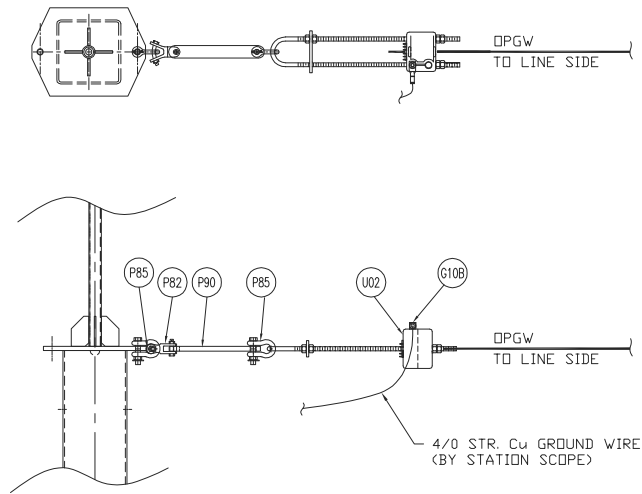 OPGW
TO LINE SIDE
P85
P82
P90
P85
U02
G10B
OPGW
TO LINE SIDE
4/0 STR. Cu GROUND WIRE
(BY STATION SCOPE)